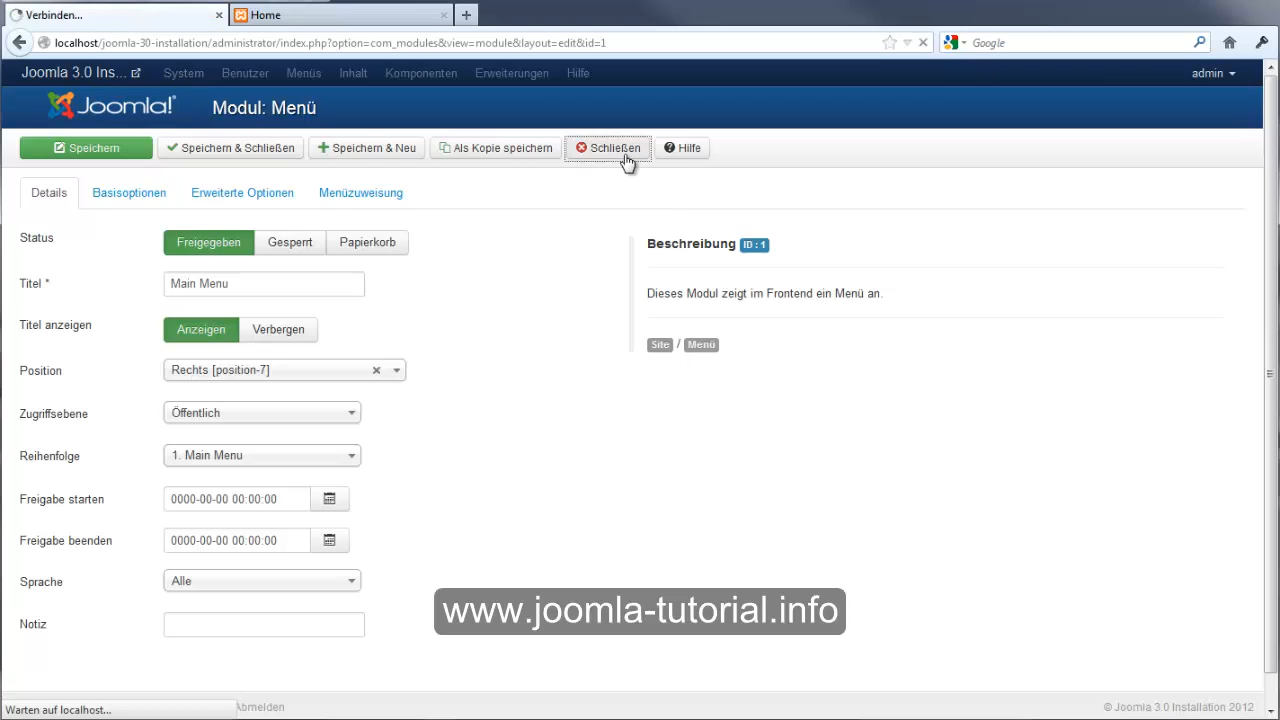 Verbinden...
Home
localhost/joomla-30-installation/administrator/index.php?option=com_modules&view=module&layout=edit&id=1
Google
Joomla 3.0 Inst... System Benutzer Menüs Inhalt Komponenten Erweiterungen Hilfe admin
Joomla! Modul: Menü
Speichern Speichern & Schließen Speichern & Neu Als Kopie speichern Schließen Hilfe
Details Basisoptionen Erweiterte Optionen Menüzuweisung
Status Freigegeben Gesperrt Papierkorb
Titel * Main Menu
Titel anzeigen Anzeigen Verbergen
Position Rechts [position-7]
Zugriffsebene Öffentlich
Reihenfolge 1. Main Menu
Freigabe starten 0000-00-00 00:00:00
Freigabe beenden 0000-00-00 00:00:00
Sprache Alle
Notiz
Beschreibung ID : 1
Dieses Modul zeigt im Frontend ein Menü an.
Site / Menü
www.joomla-tutorial.info
Warten auf localhost...
Abmelden
© Joomla 3.0 Installation 2012